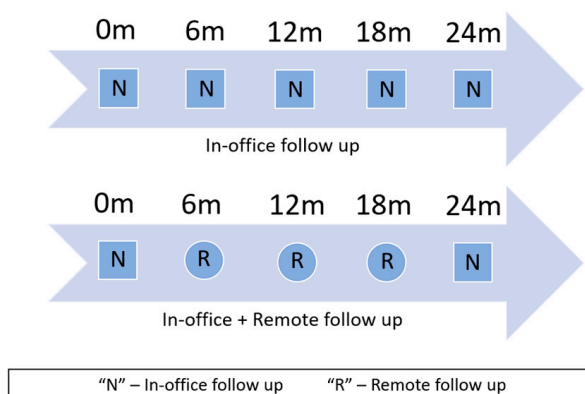 0m 6m 12m 18m 24m
N N N N N
In-office follow up
0m 6m 12m 18m 24m
N R R R N
In-office + Remote follow up
“N” – In-office follow up “R” – Remote follow up